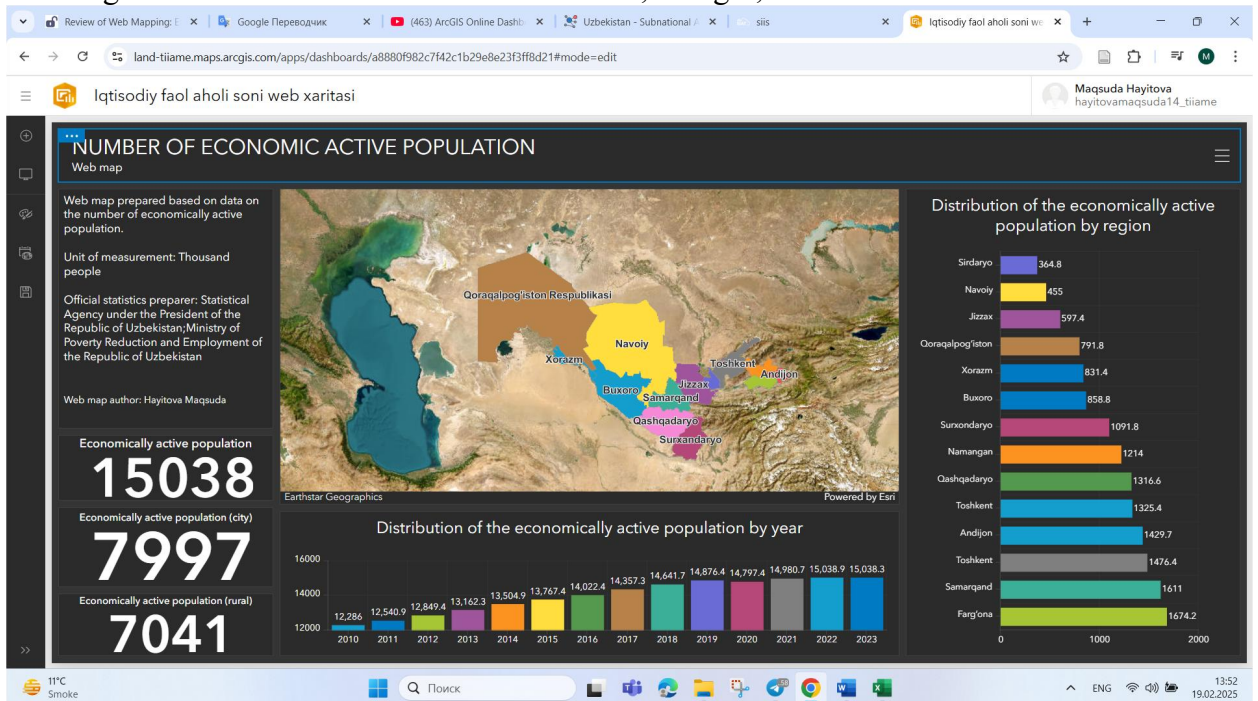 Review of Web Mapping: E
Google Переводчик
(463) ArcGIS Online Dashb
Uzbekistan - Subnational A
siis
Iqtisodiy faol aholi soni we
land-tiiame.maps.arcgis.com/apps/dashboards/a8880f982c7f42c1b29e8e23f3ff8d21#mode=edit
M
Iqtisodiy faol aholi soni web xaritasi
Maqsuda Hayitova
hayitovamaqsuda14_tiiame
NUMBER OF ECONOMIC ACTIVE POPULATION
Web map
Web map prepared based on data on
the number of economically active
population.
Unit of measurement: Thousand
people
Official statistics preparer: Statistical
Agency under the President of the
Republic of Uzbekistan;Ministry of
Poverty Reduction and Employment of
the Republic of Uzbekistan
Web map author: Hayitova Maqsuda
Economically active population
15038
Economically active population (city)
7997
Economically active population (rural)
7041
Qoraqalpog'iston Respublikasi
Navoiy
Xorazm
Toshkent
Andijon
Buxoro
Jizzax
Samarqand
Qashqadaryo
Surxandaryo
Earthstar Geographics
Powered by Esri
Distribution of the economically active population by year
16000
14000
12000
12,286
12,540.9
12,849.4
13,162.3
13,504.9
13,767.4
14,022.4
14,357.3
14,641.7
14,876.4
14,797.4
14,980.7
15,038.9
15,038.3
2010
2011
2012
2013
2014
2015
2016
2017
2018
2019
2020
2021
2022
2023
Distribution of the economically active
population by region
Sirdaryo 364.8
Navoiy 455
Jizzax 597.4
Qoraqalpog'iston 791.8
Xorazm 831.4
Buxoro 858.8
Surxondaryo 1091.8
Namangan 1214
Qashqadaryo 1316.6
Toshkent 1325.4
Andijon 1429.7
Toshkent 1476.4
Samarqand 1611
Farg'ona 1674.2
0 1000 2000
11°C
Smoke
Поиск
ENG
13:52
19.02.2025